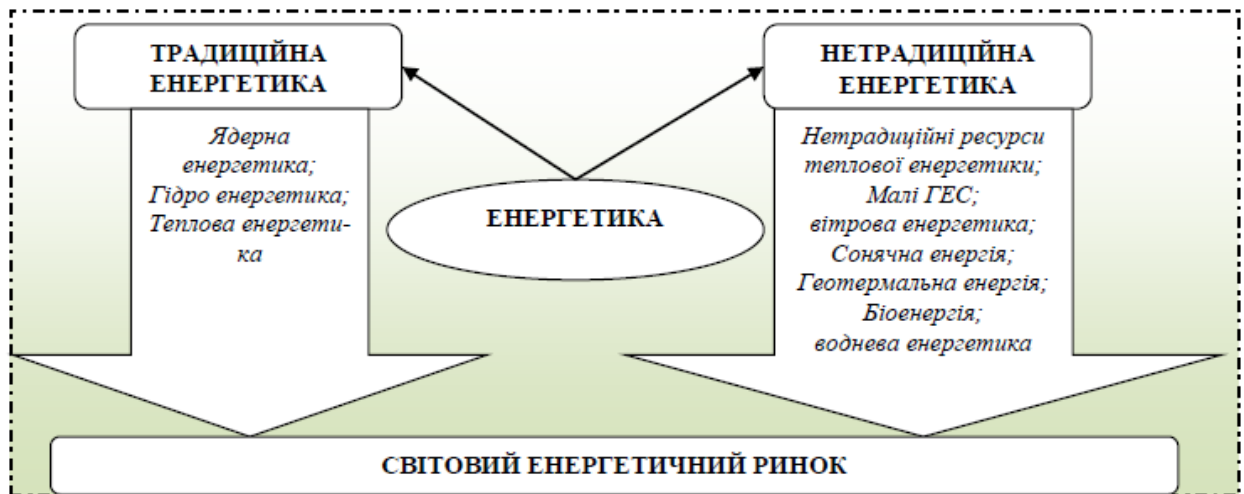 ТРАДИЦІЙНА
ЕНЕРГЕТИКА
Ядерна
енергетика;
Гідро енергетика;
Теплова енергети-
ка
ЕНЕРГЕТИКА
НЕТРАДИЦІЙНА
ЕНЕРГЕТИКА
Нетрадиційні ресурси
теплової енергетики;
Малі ГЕС;
вітрова енергетика;
Сонячна енергія;
Геотермальна енергія;
Біоенергія;
воднева енергетика
СВІТОВИЙ ЕНЕРГЕТИЧНИЙ РИНОК